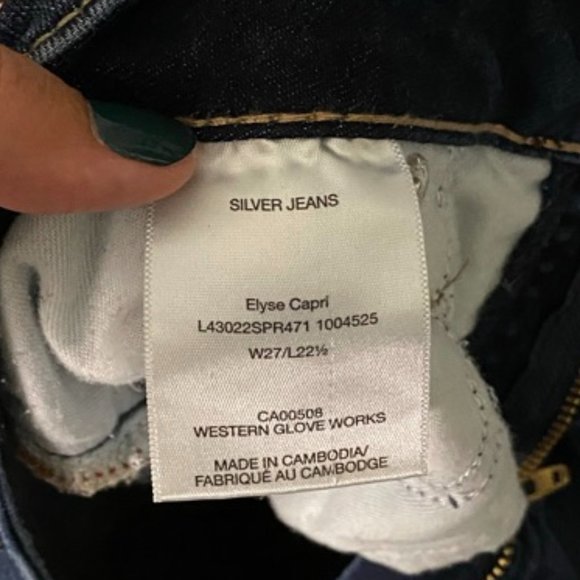 SILVER JEANS
Elyse Capri
L43022SPR471 1004525
W27/L22½
CA00508
WESTERN GLOVE WORKS
MADE IN CAMBODIA/
FABRIQUÉ AU CAMBODGE